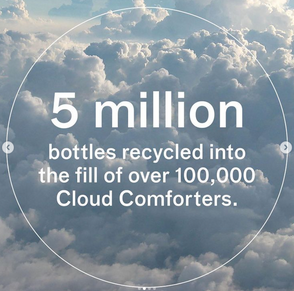 5 million
bottles recycled into
the fill of over 100,000
Cloud Comforters.